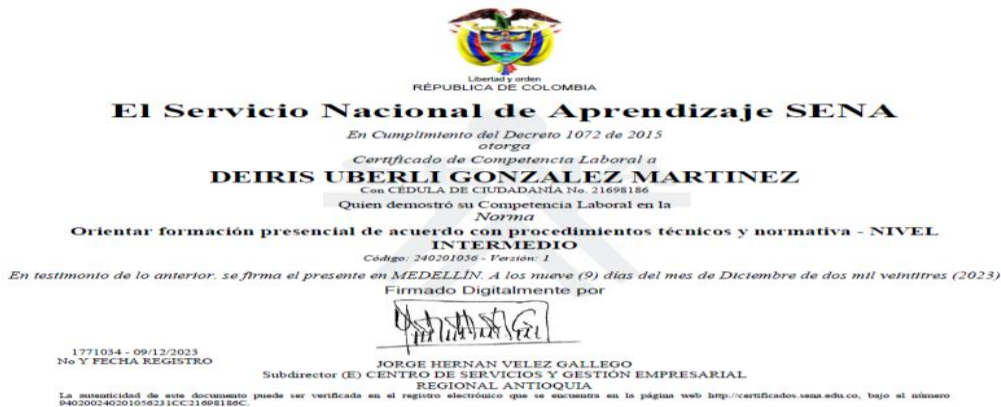 Libertad y orden
RÉPUBLICA DE COLOMBIA
El Servicio Nacional de Aprendizaje SENA
En Cumplimiento del Decreto 1072 de 2015
otorga
Certificado de Competencia Laboral a
DEIRIS UBERLI GONZALEZ MARTINEZ
Con CÉDULA DE CIUDADANÍA No. 21698186
Quien demostró su Competencia Laboral en la
Norma
Orientar formación presencial de acuerdo con procedimientos técnicos y normativa - NIVEL
INTERMEDIO
Código: 240201056 - Versión: 1
En testimonio de lo anterior. se firma el presente en MEDELLÍN. A los nueve (9) días del mes de Diciembre de dos mil veintitres (2023)
Firmado Digitalmente por
1771034 - 09/12/2023
No Y FECHA REGISTRO
JORGE HERNAN VELEZ GALLEGO
Subdirector (E) CENTRO DE SERVICIOS Y GESTIÓN EMPRESARIAL
REGIONAL ANTIOQUIA
La autenticidad de este documento puede ser verificada en el registro electrónico que se encuentra en la página web http://certificados.sena.edu.co, bajo el número
940200240201056231CC21698186C.